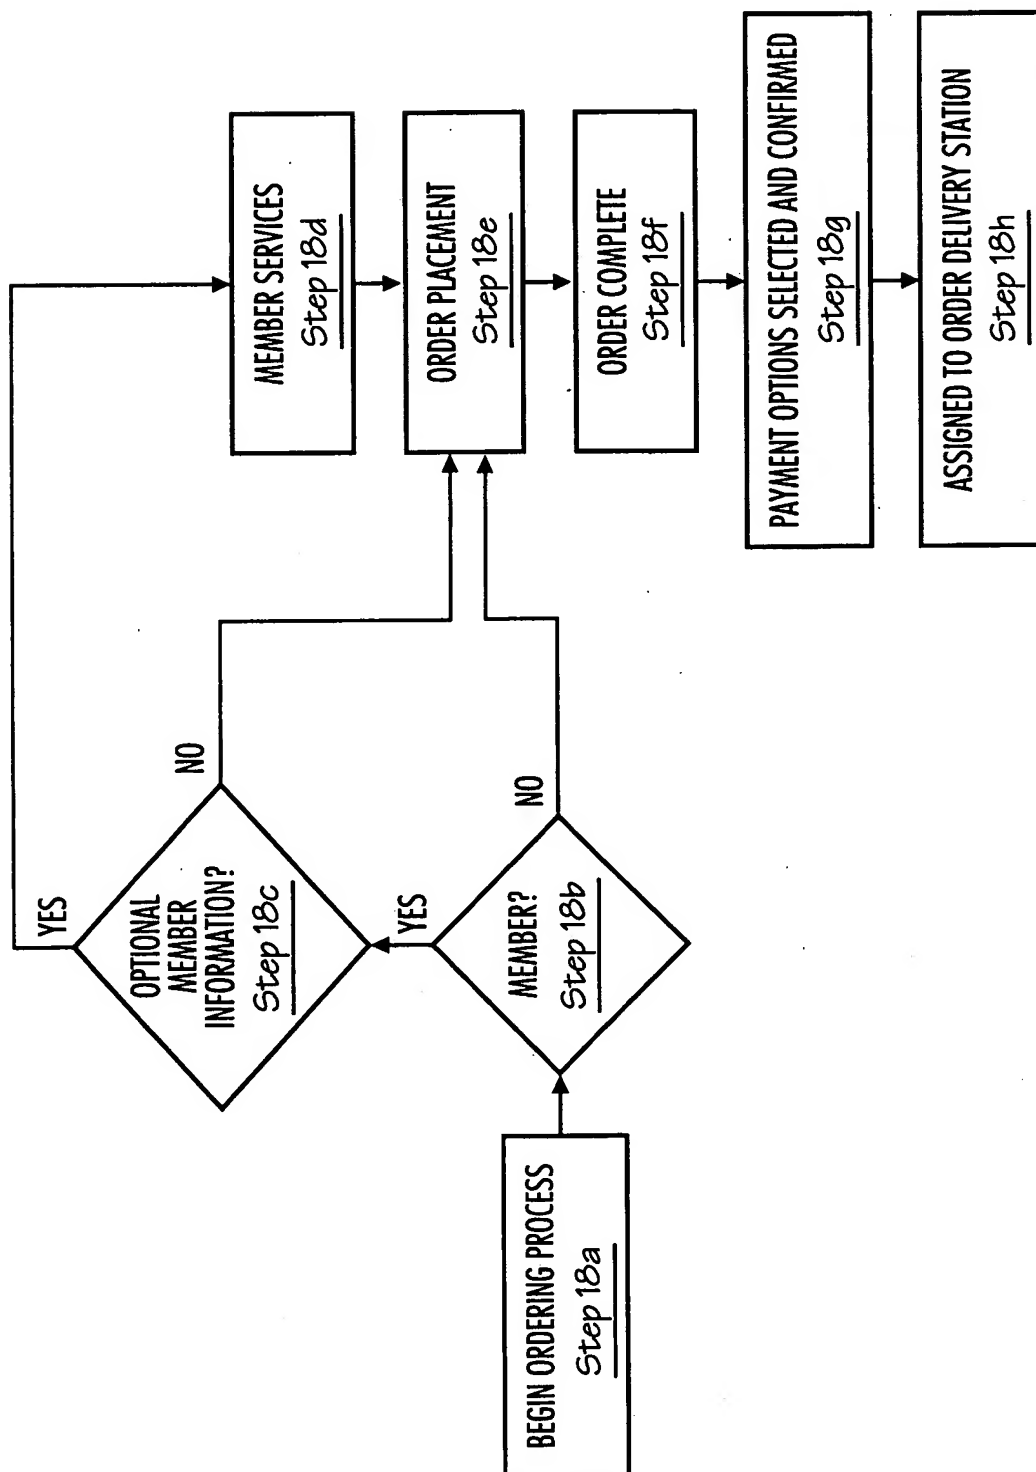 BEGIN ORDERING PROCESS
Step 18a
MEMBER?
Step 18b
YES
NO
OPTIONAL
MEMBER
INFORMATION?
Step 18c
YES
NO
MEMBER SERVICES
Step 18d
ORDER PLACEMENT
Step 18e
ORDER COMPLETE
Step 18f
PAYMENT OPTIONS SELECTED AND CONFIRMED
Step 18g
ASSIGNED TO ORDER DELIVERY STATION
Step 18h